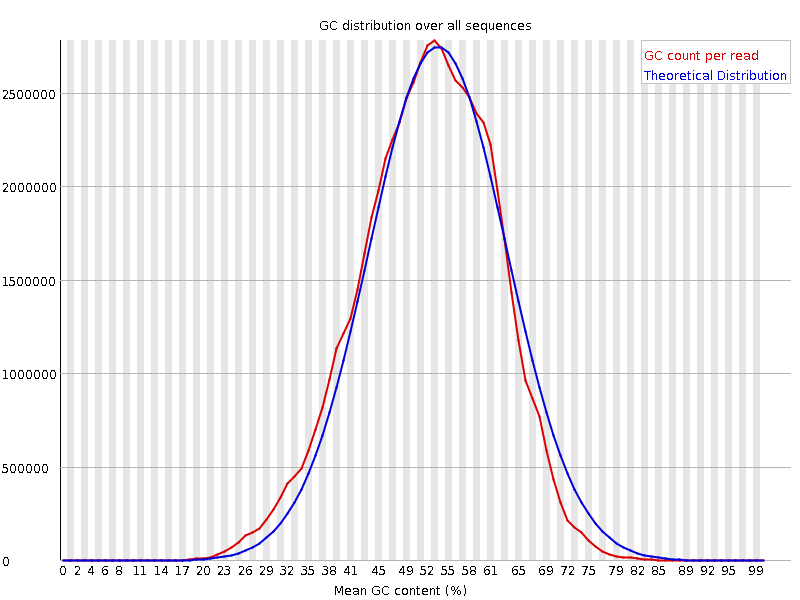 GC distribution over all sequences
GC count per read
Theoretical Distribution
2500000
2000000
1500000
1000000
500000
0
0 2 4 6 8 11 14 17 20 23 26 29 32 35 38 41 45 49 52 55 58 61 65 69 72 75 79 82 85 89 92 95 99
Mean GC content (%)